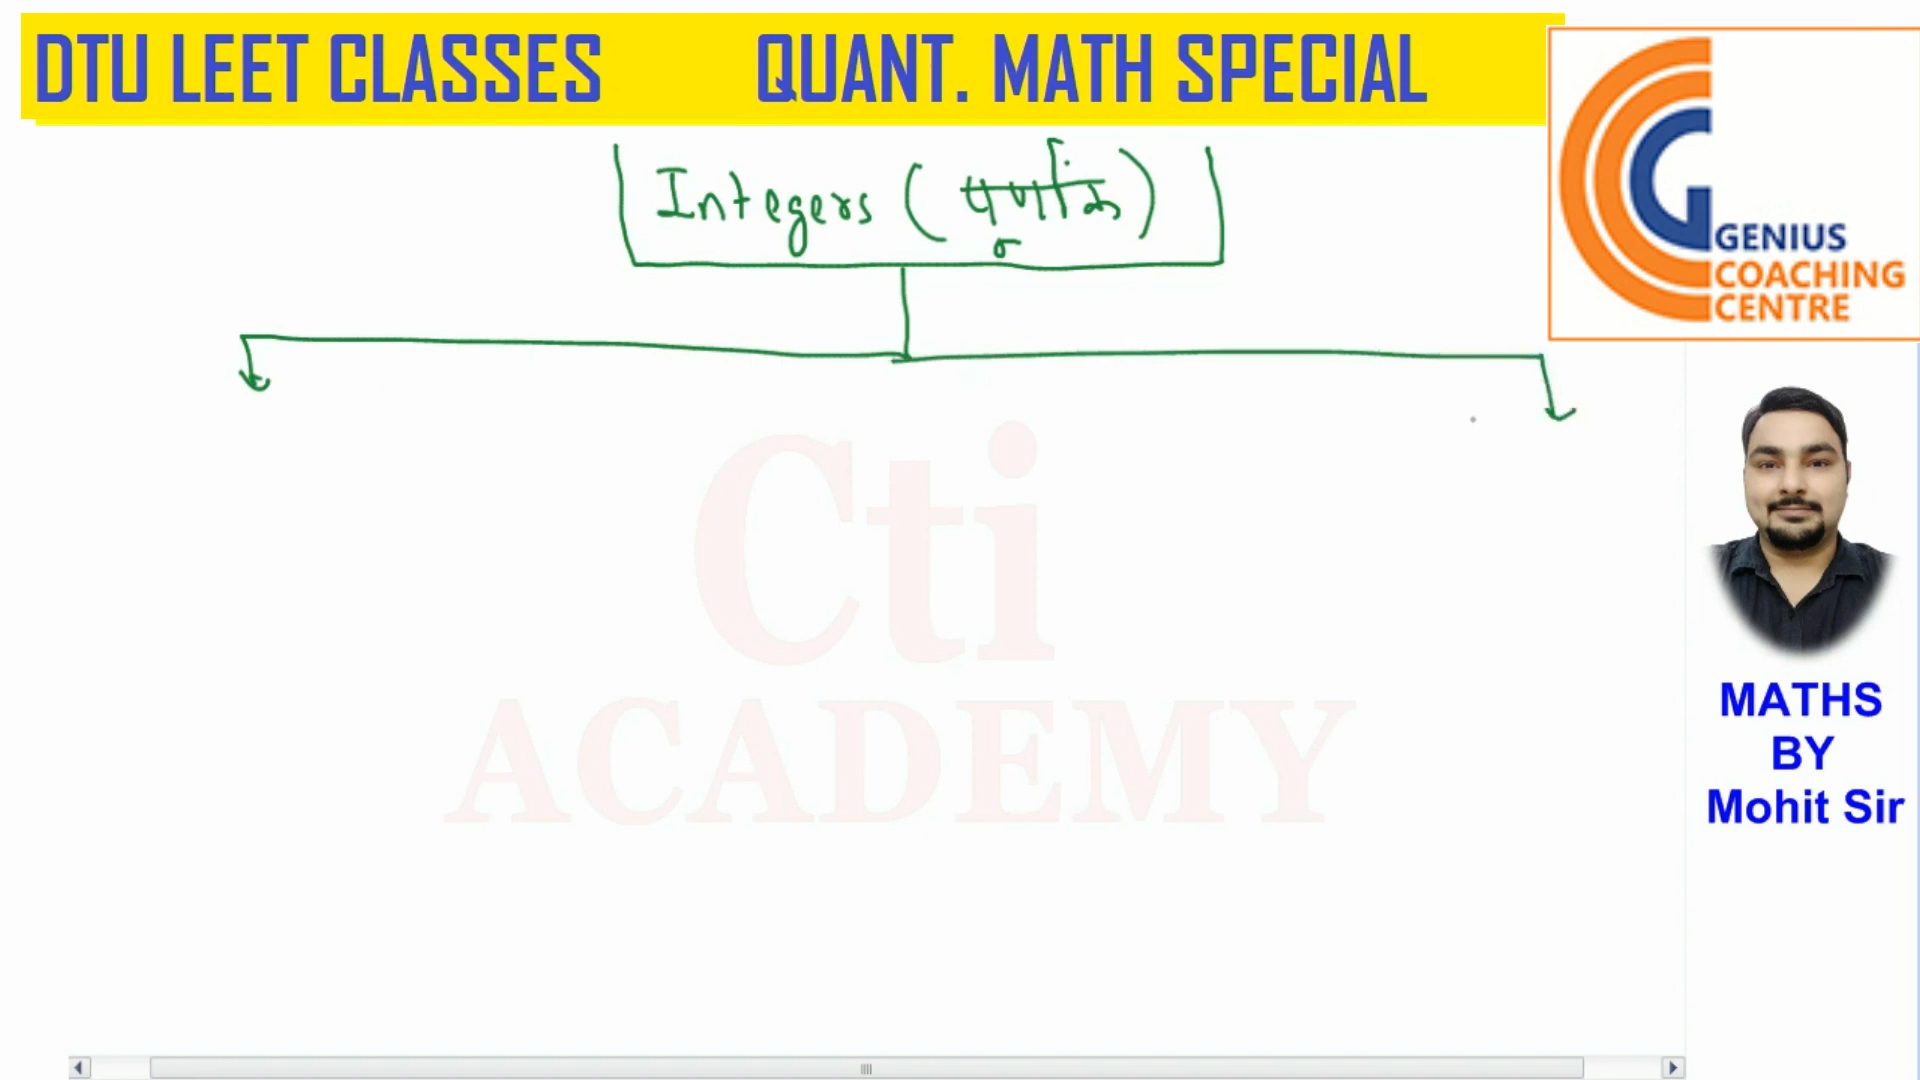 DTU LEET CLASSES QUANT. MATH SPECIAL
Integers (पूर्णांक)
GENIUS
COACHING
CENTRE
Cti
ACADEMY
MATHS
BY
Mohit Sir